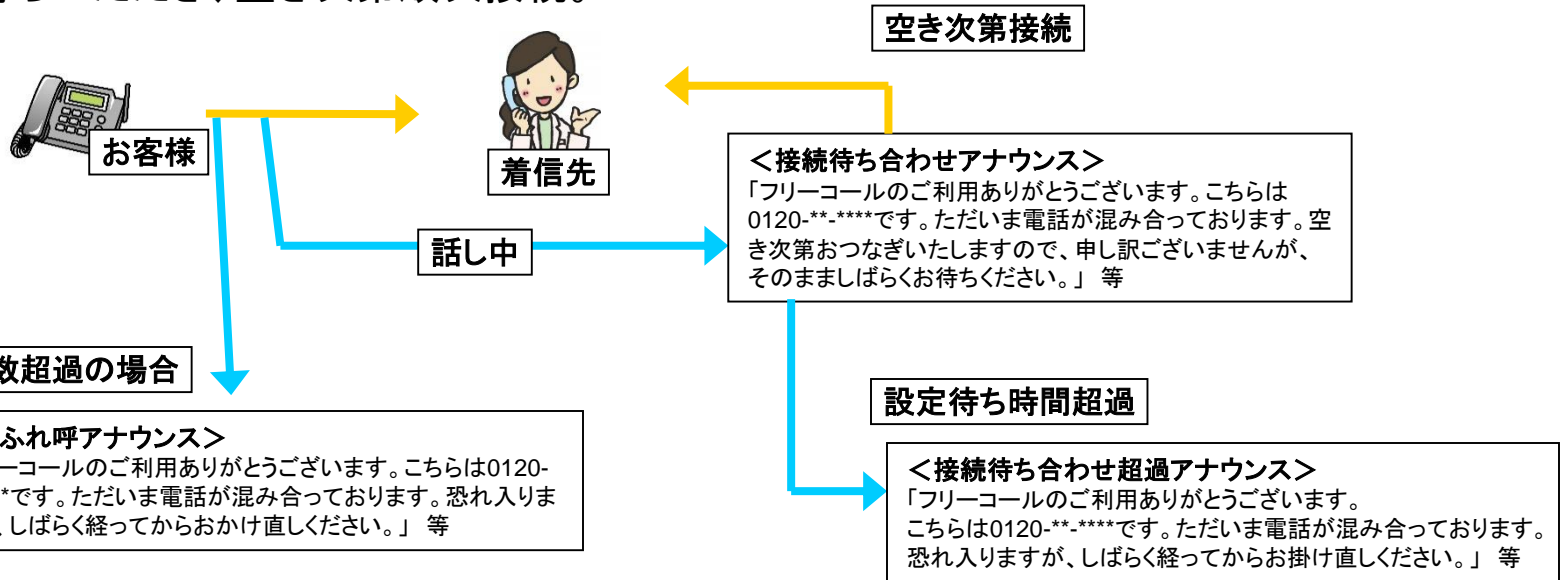 空き次第接続
お客様
着信先
＜接続待ち合わせアナウンス＞
「フリーコールのご利用ありがとうございます。こちらは
0120-**-****です。ただいま電話が混み合っております。空
き次第おつなぎいたしますので、申し訳ございませんが、
そのまましばらくお待ちください。」 等
話し中
数超過の場合
設定待ち時間超過
ふれ呼アナウンス＞
ーコールのご利用ありがとうございます。こちらは0120-
*です。ただいま電話が混み合っております。恐れ入りま
、しばらく経ってからおかけ直しください。」 等
＜接続待ち合わせ超過アナウンス＞
「フリーコールのご利用ありがとうございます。
こちらは0120-**-****です。ただいま電話が混み合っております。
恐れ入りますが、しばらく経ってからお掛け直しください。」 等